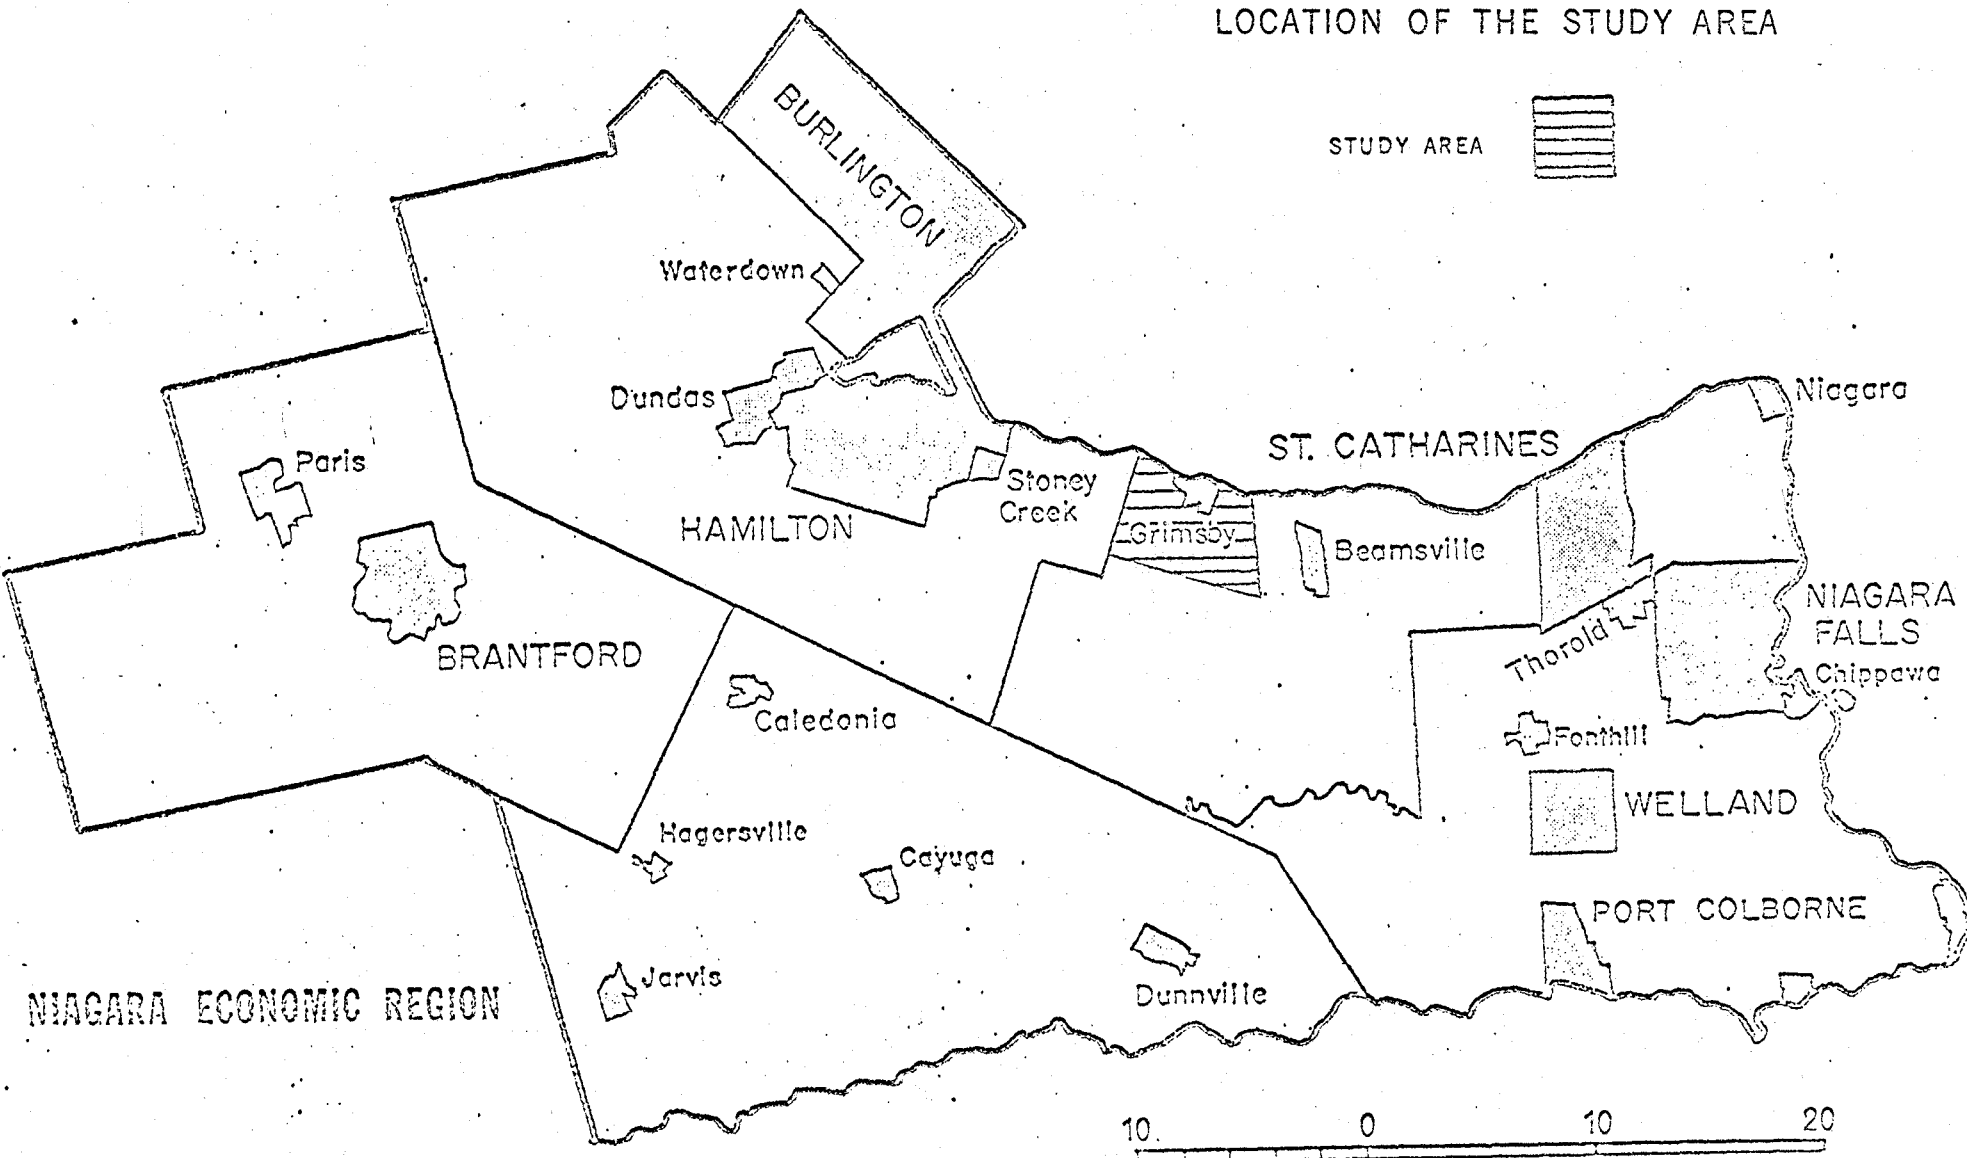 LOCATION OF THE STUDY AREA
STUDY AREA
BURLINGTON
Waterdown
Dundas
Niagara
ST. CATHARINES
Paris
Stoney
Creek
HAMILTON
Grimsby
Beamsville
NIAGARA
FALLS
BRANTFORD
Thorold
Chippawa
Caledonia
Fonthill
WELLAND
Hagersville
Cayuga
PORT COLBORNE
Jarvis
Dunnville
NIAGARA ECONOMIC REGION
10 0 10 20